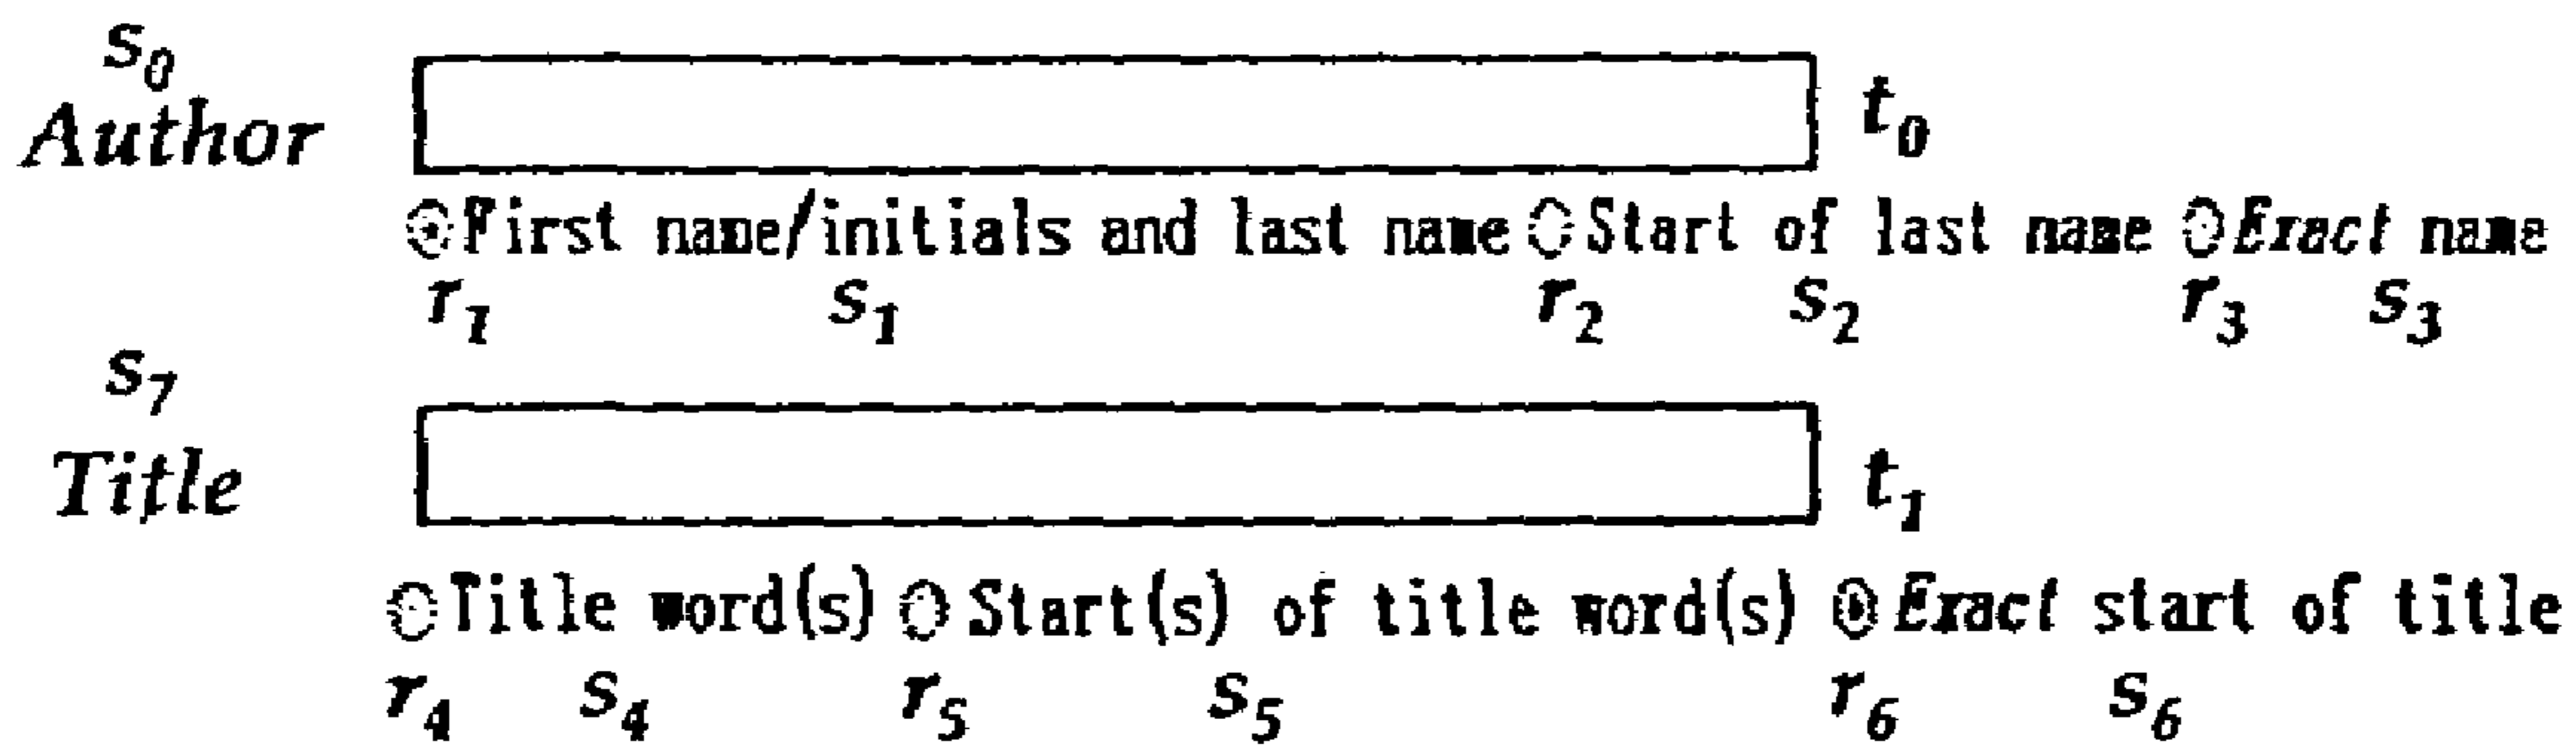 s₀
Author t₀
First name/initials and last name Start of last name Exact name
r₁ s₁ r₂ s₂ r₃ s₃
s₇
Title t₁
Title word(s) Start(s) of title word(s) Exact start of title
r₄ s₄ r₅ s₅ r₆ s₆